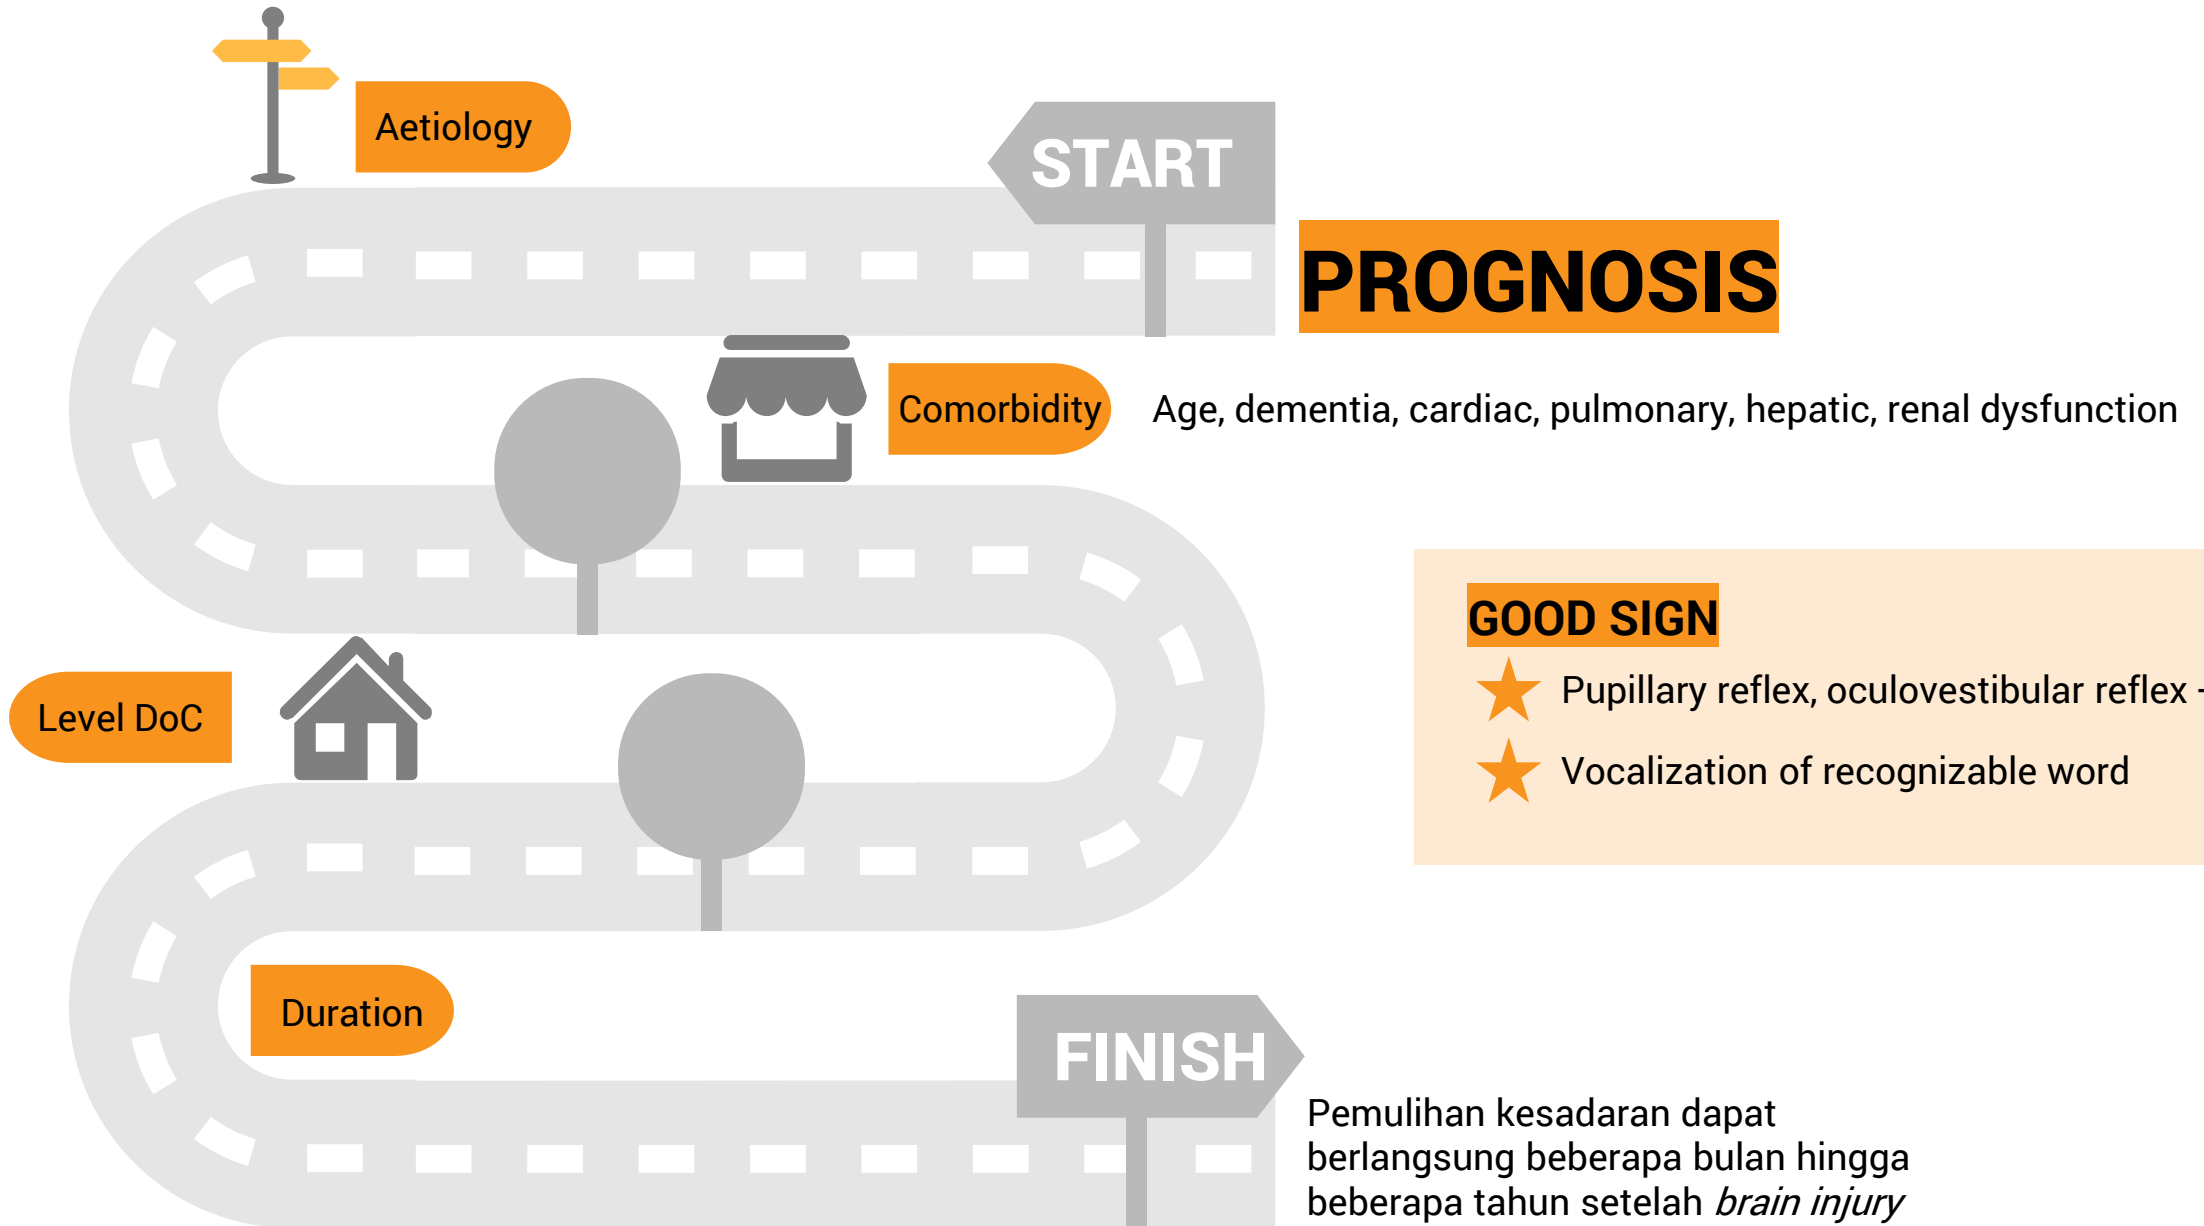 Aetiology
START
PROGNOSIS
Comorbidity
Age, dementia, cardiac, pulmonary, hepatic, renal dysfunction
GOOD SIGN
Pupillary reflex, oculovestibular reflex
Vocalization of recognizable word
Level DoC
Duration
FINISH
Pemulihan kesadaran dapat
berlangsung beberapa bulan hingga
beberapa tahun setelah brain injury